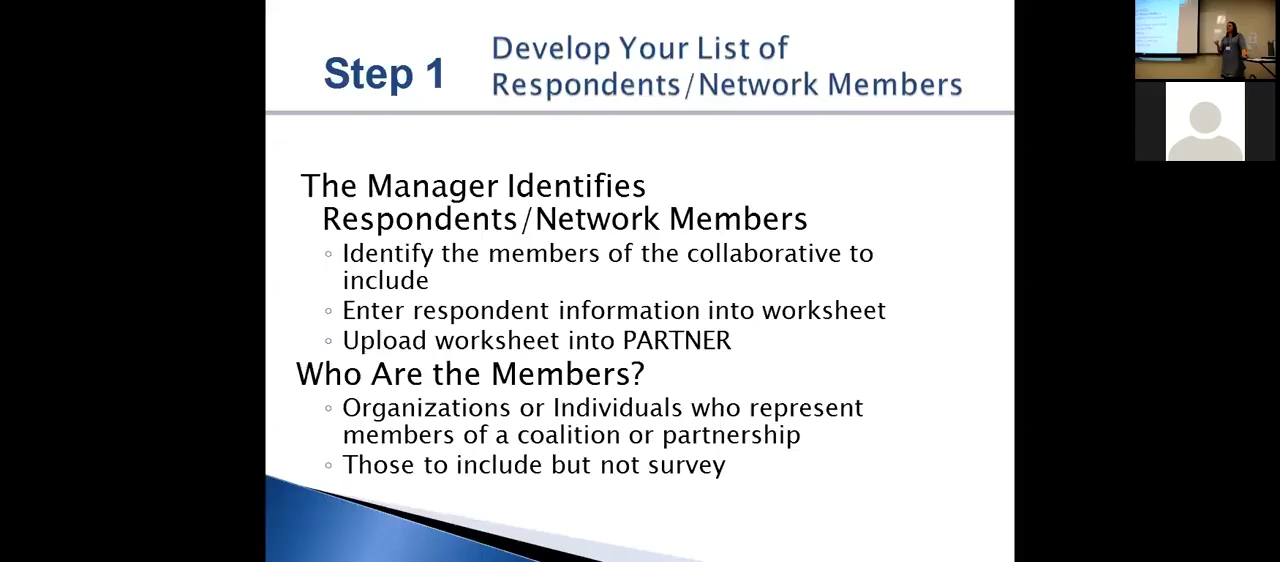 Step 1
Develop Your List of
Respondents/Network Members
The Manager Identifies
Respondents/Network Members
◦ Identify the members of the collaborative to
include
◦ Enter respondent information into worksheet
◦ Upload worksheet into PARTNER
Who Are the Members?
◦ Organizations or Individuals who represent
members of a coalition or partnership
◦ Those to include but not survey